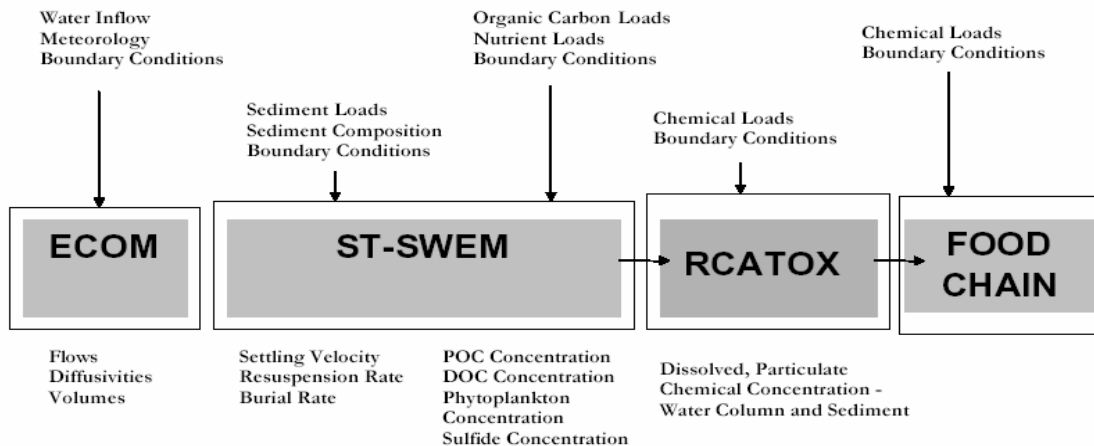 Water Inflow
Meteorology
Boundary Conditions
Organic Carbon Loads
Nutrient Loads
Boundary Conditions
Chemical Loads
Boundary Conditions
Sediment Loads
Sediment Composition
Boundary Conditions
Chemical Loads
Boundary Conditions
ECOM
ST-SWEM
RCATOX
FOOD
CHAIN
Flows
Diffusivities
Volumes
Settling Velocity
Resuspension Rate
Burial Rate
POC Concentration
DOC Concentration
Phytoplankton
Concentration
Sulfide Concentration
Dissolved, Particulate
Chemical Concentration -
Water Column and Sediment